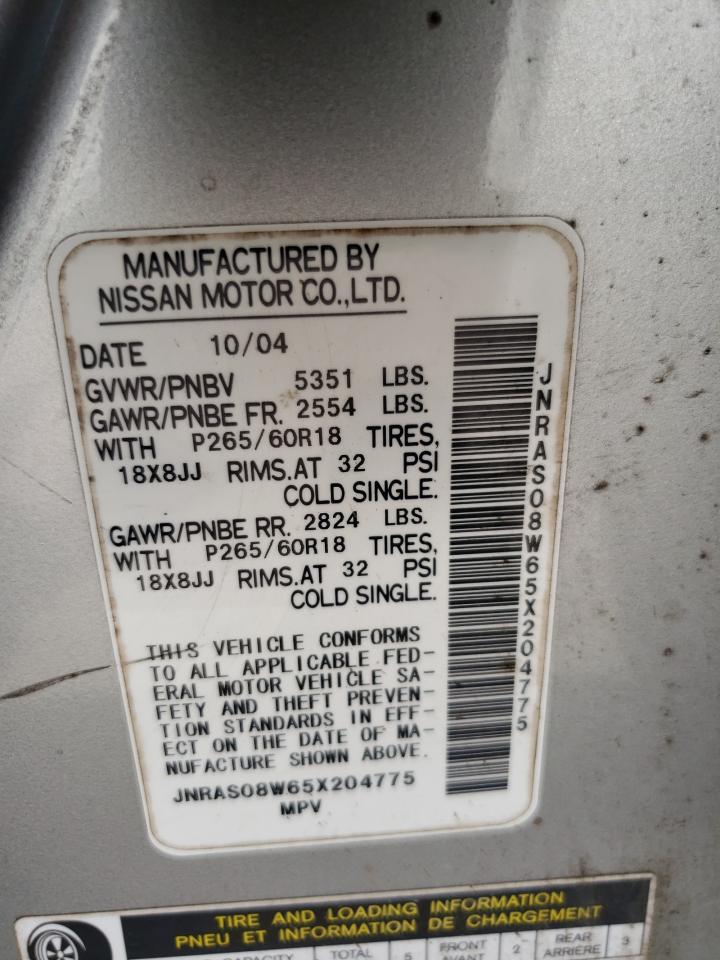 MANUFACTURED BY
NISSAN MOTOR CO.,LTD.
DATE 10/04
GVWR/PNBV 5351 LBS.
GAWR/PNBE FR. 2554 LBS.
WITH P265/60R18 TIRES,
18X8JJ RIMS.AT 32 PSI
COLD SINGLE.
GAWR/PNBE RR. 2824 LBS.
WITH P265/60R18 TIRES,
18X8JJ RIMS.AT 32 PSI
COLD SINGLE.
THIS VEHICLE CONFORMS
TO ALL APPLICABLE FED-
ERAL MOTOR VEHICLE SA-
FETY AND THEFT PREVEN-
TION STANDARDS IN EFF-
ECT ON THE DATE OF MA-
NUFACTURE SHOWN ABOVE.
JNRAS08W65X204775
MPV
JNRAS08W65X204775
TIRE AND LOADING INFORMATION
PNEU ET INFORMATION DE CHARGEMENT
CAPACITY TOTAL 5 FRONT 2 REAR 3
AVANT ARRIÈRE